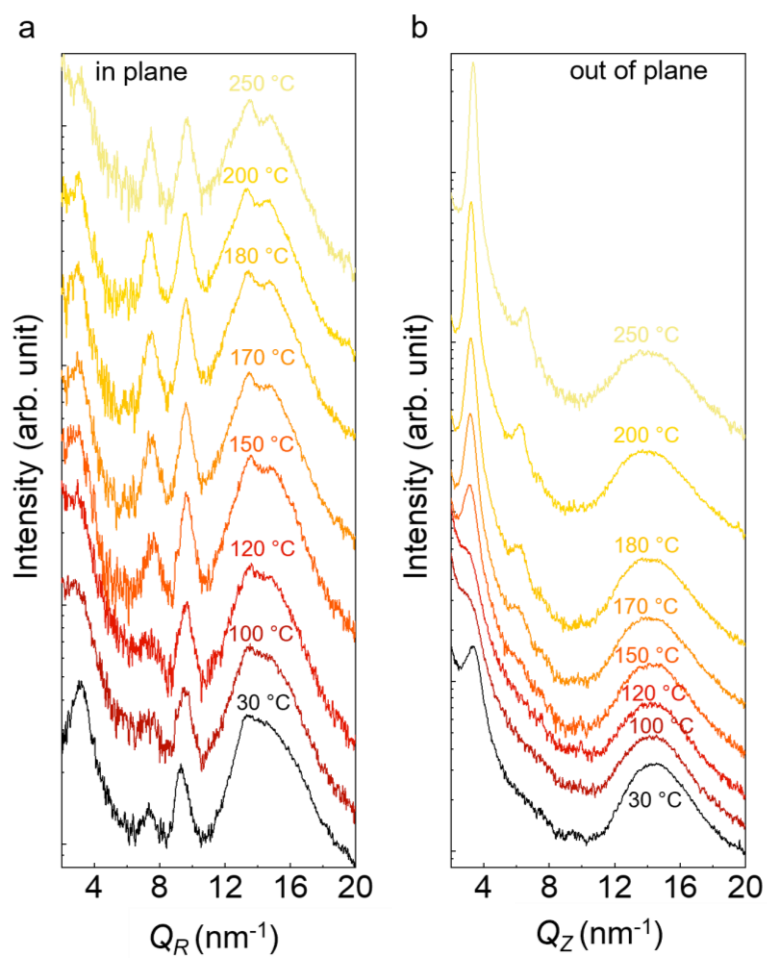 a
in plane
250 °C
200 °C
180 °C
170 °C
150 °C
120 °C
100 °C
30 °C
Intensity (arb. unit)
4 8 12 16 20
Q_R (nm⁻¹)
b
out of plane
250 °C
200 °C
180 °C
170 °C
150 °C
120 °C
100 °C
30 °C
Intensity (arb. unit)
4 8 12 16 20
Q_Z (nm⁻¹)